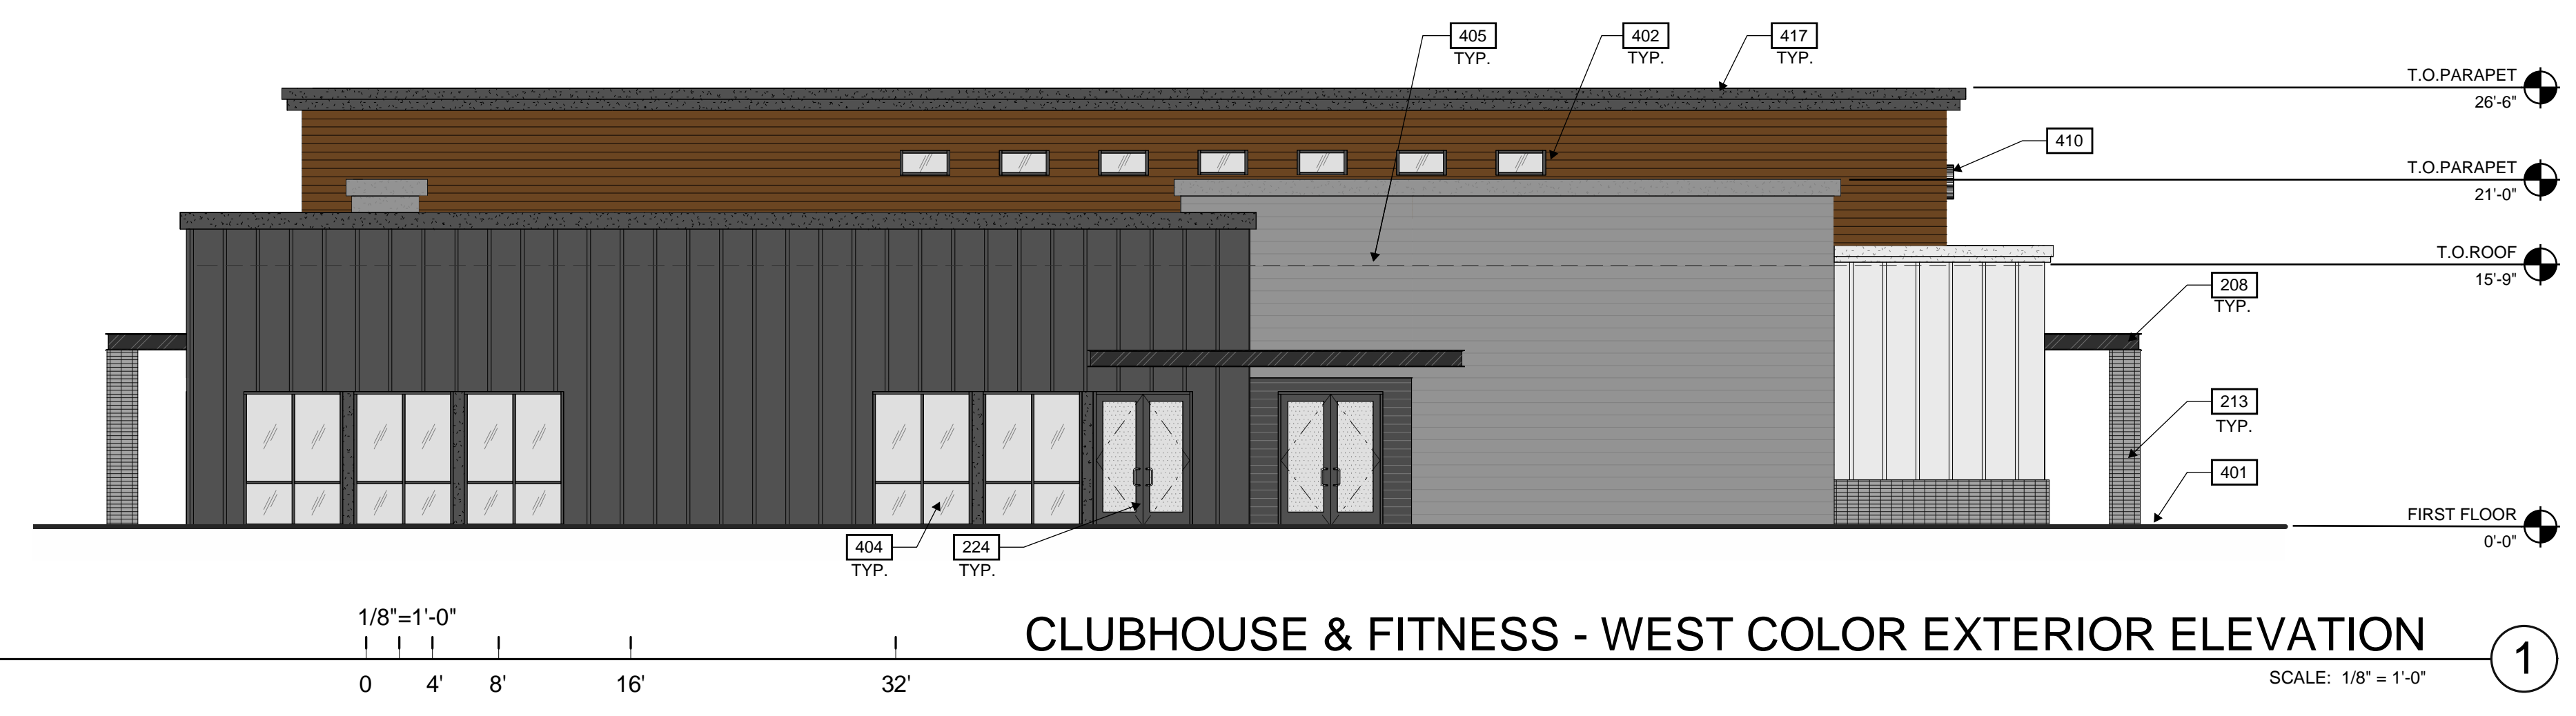 405
TYP.
402
TYP.
417
TYP.
T.O.PARAPET
26'-6"
410
T.O.PARAPET
21'-0"
T.O.ROOF
15'-9"
208
TYP.
213
TYP.
401
FIRST FLOOR
0'-0"
404
TYP.
224
TYP.
1/8"=1'-0"
0 4' 8' 16' 32'
CLUBHOUSE & FITNESS - WEST COLOR EXTERIOR ELEVATION
1
SCALE: 1/8" = 1'-0"